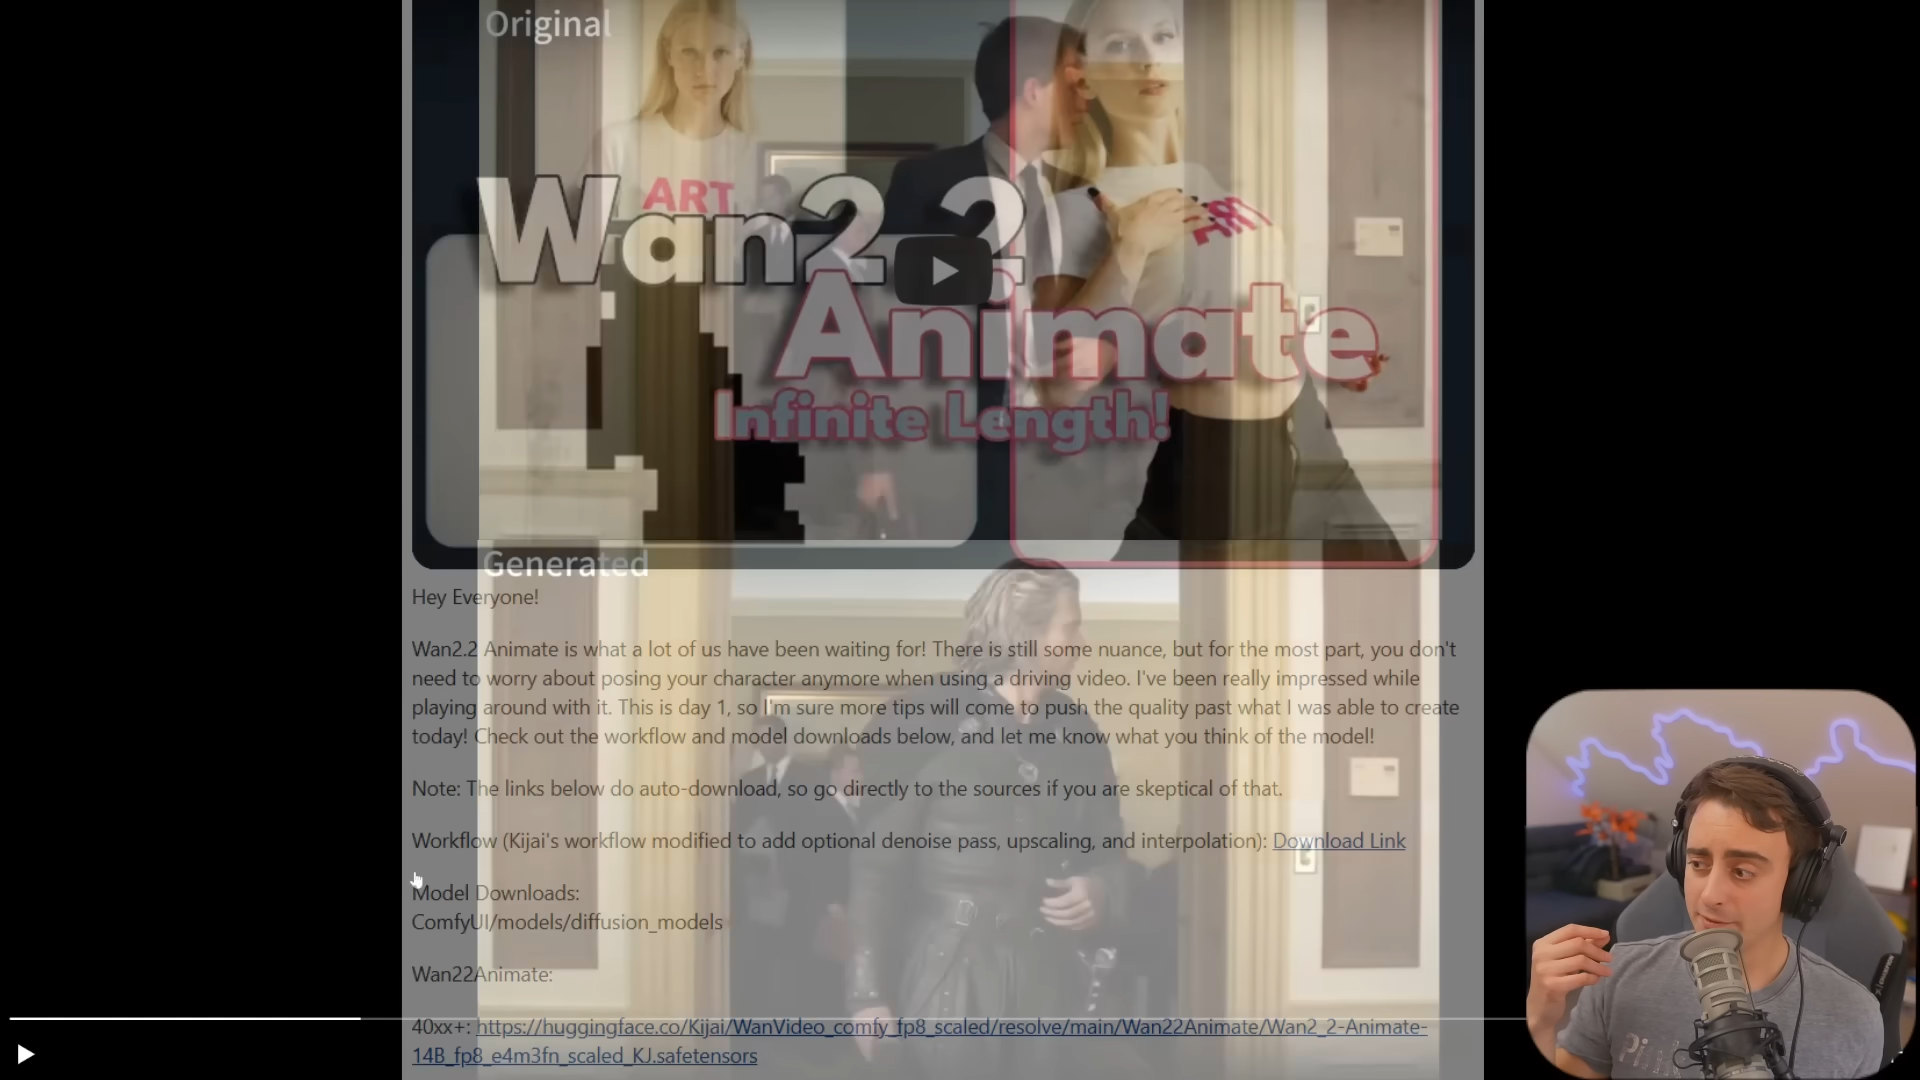 Original
ART
ART
Wan2.2
Animate
Infinite Length!
Generated
Hey Everyone!
Wan2.2 Animate is what a lot of us have been waiting for! There is still some nuance, but for the most part, you don't
need to worry about posing your character anymore when using a driving video. I've been really impressed while
playing around with it. This is day 1, so I'm sure more tips will come to push the quality past what I was able to create
today! Check out the workflow and model downloads below, and let me know what you think of the model!
Note: The links below do auto-download, so go directly to the sources if you are skeptical of that.
Workflow (Kijai's workflow modified to add optional denoise pass, upscaling, and interpolation): Download Link
Model Downloads:
ComfyUI/models/diffusion_models
Wan22Animate:
40xx+: https://huggingface.co/Kijai/WanVideo_comfy_fp8_scaled/resolve/main/Wan22Animate/Wan2_2-Animate-
14B_fp8_e4m3fn_scaled_KJ.safetensors